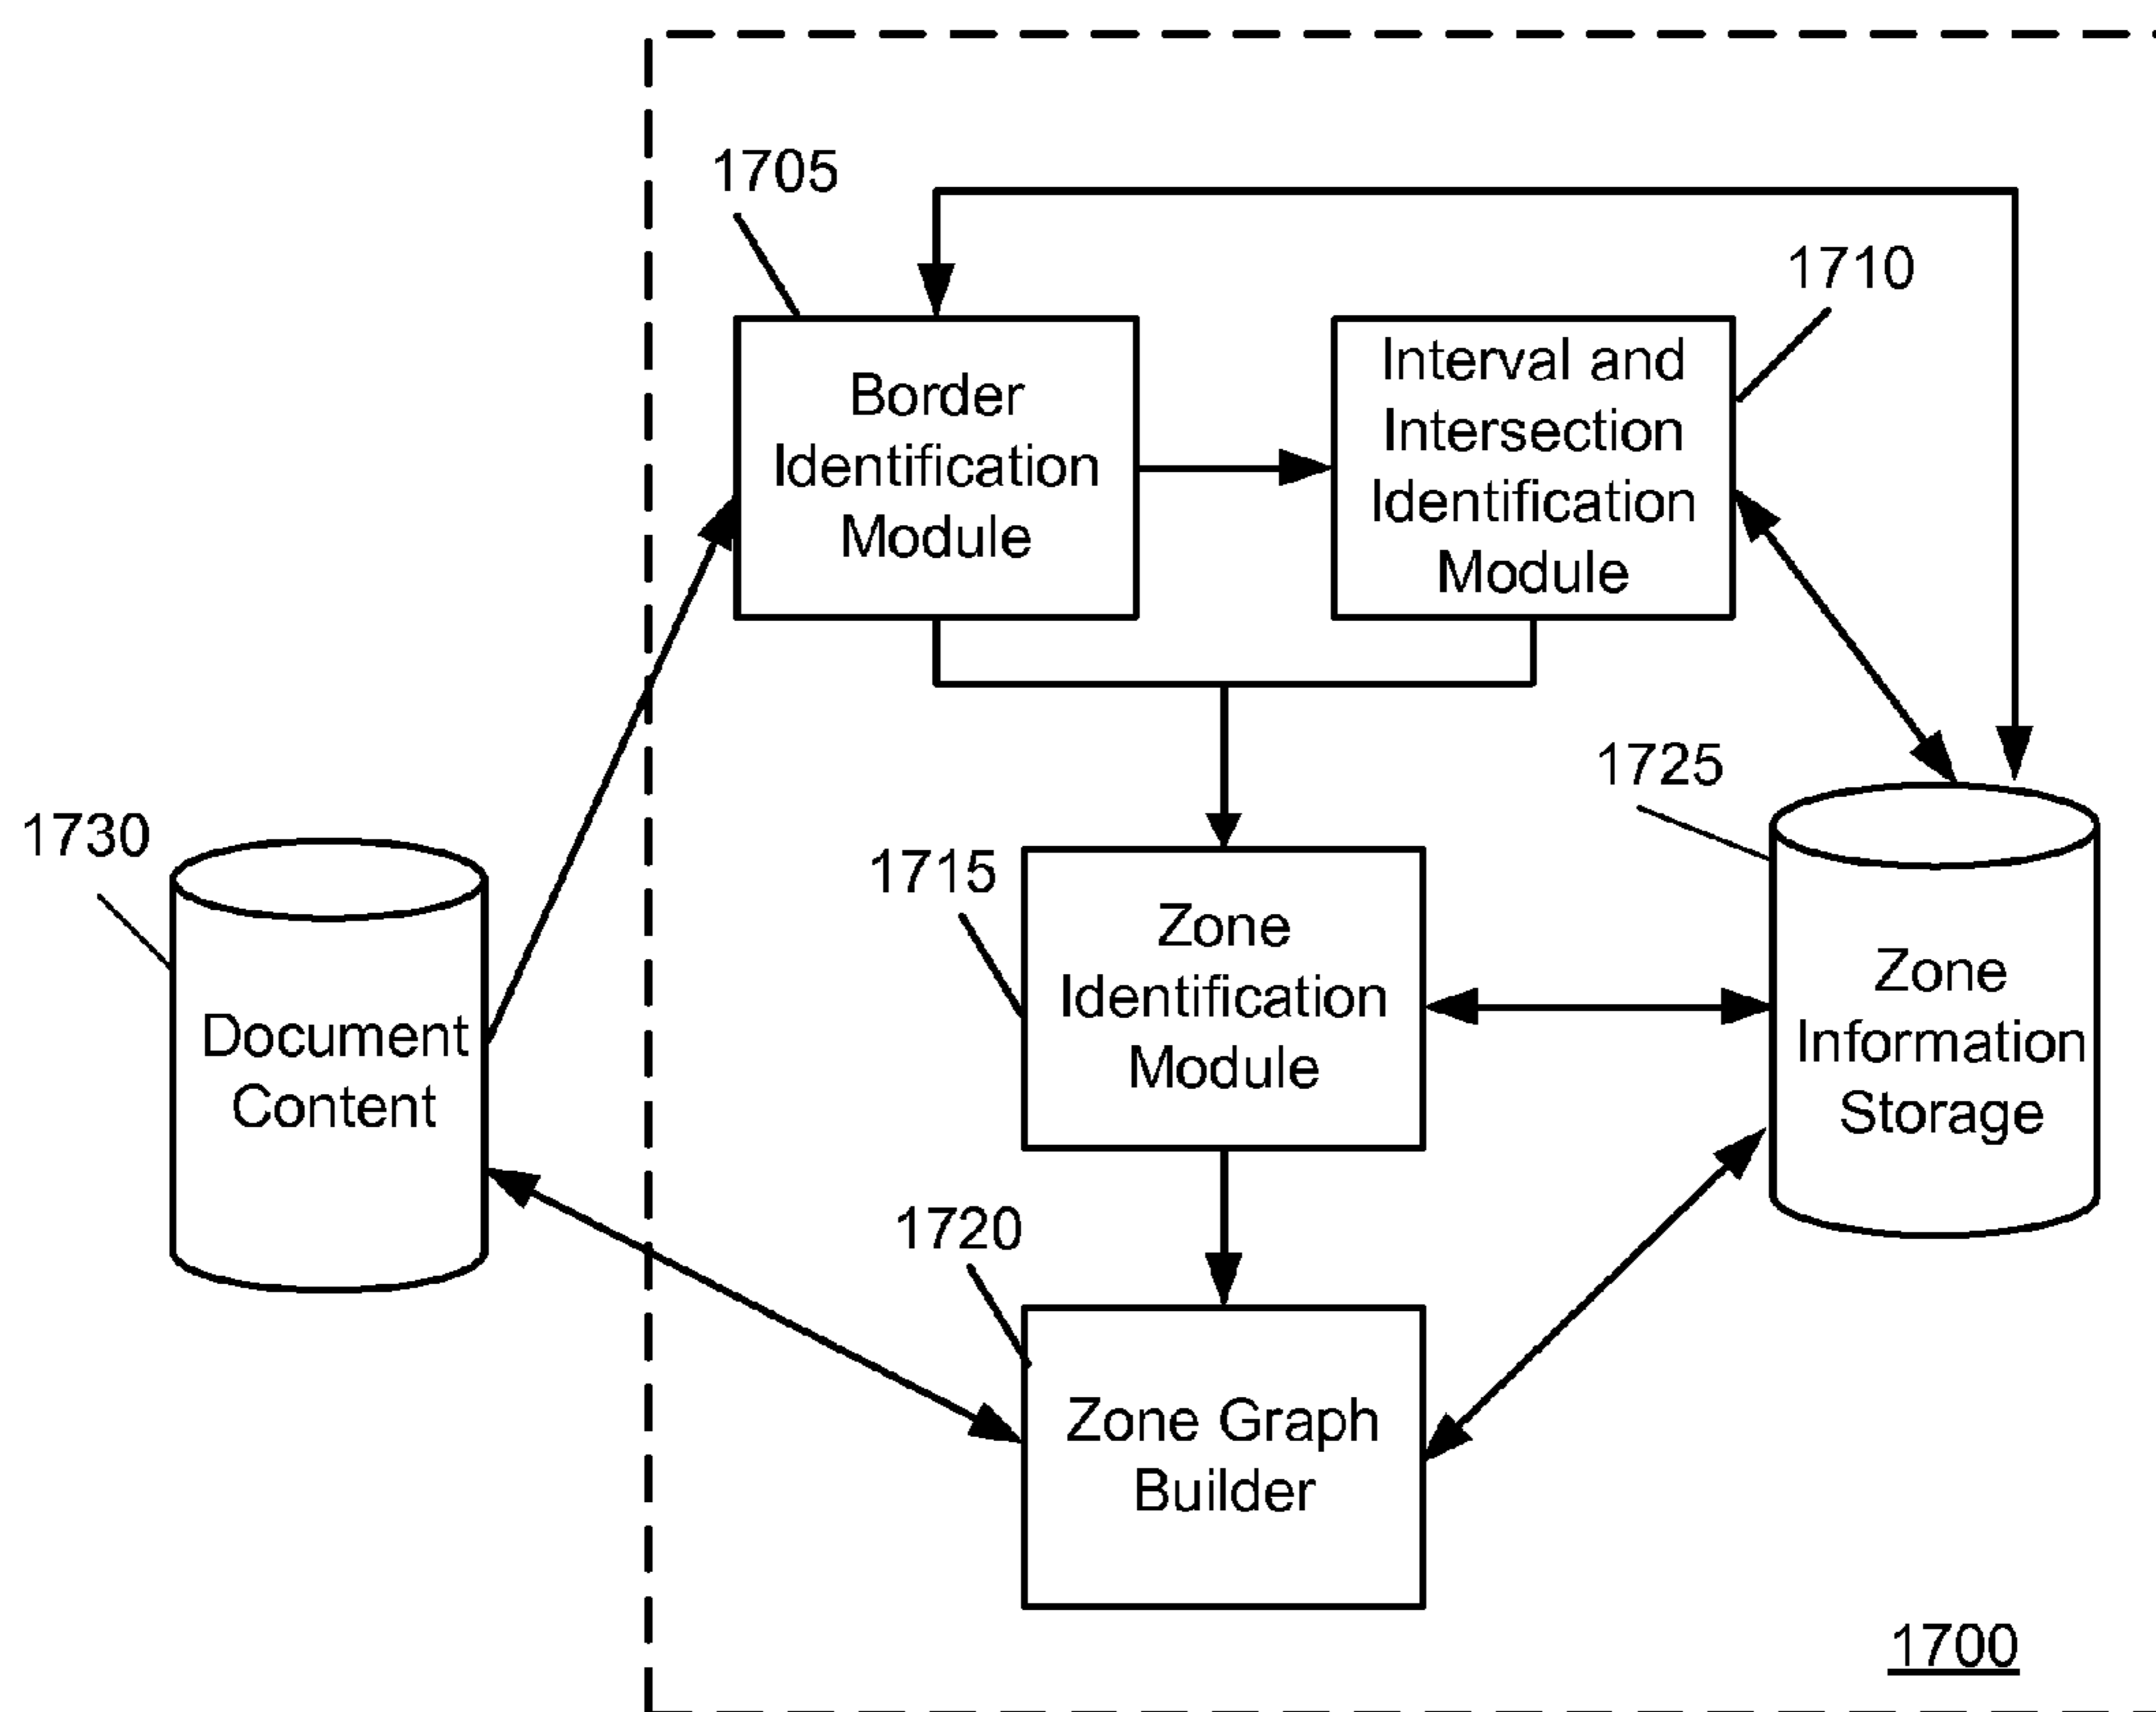 1705
1710
Border
Identification
Module
Interval and
Intersection
Identification
Module
1730
1725
1715
Document
Content
Zone
Identification
Module
Zone
Information
Storage
1720
Zone Graph
Builder
1700